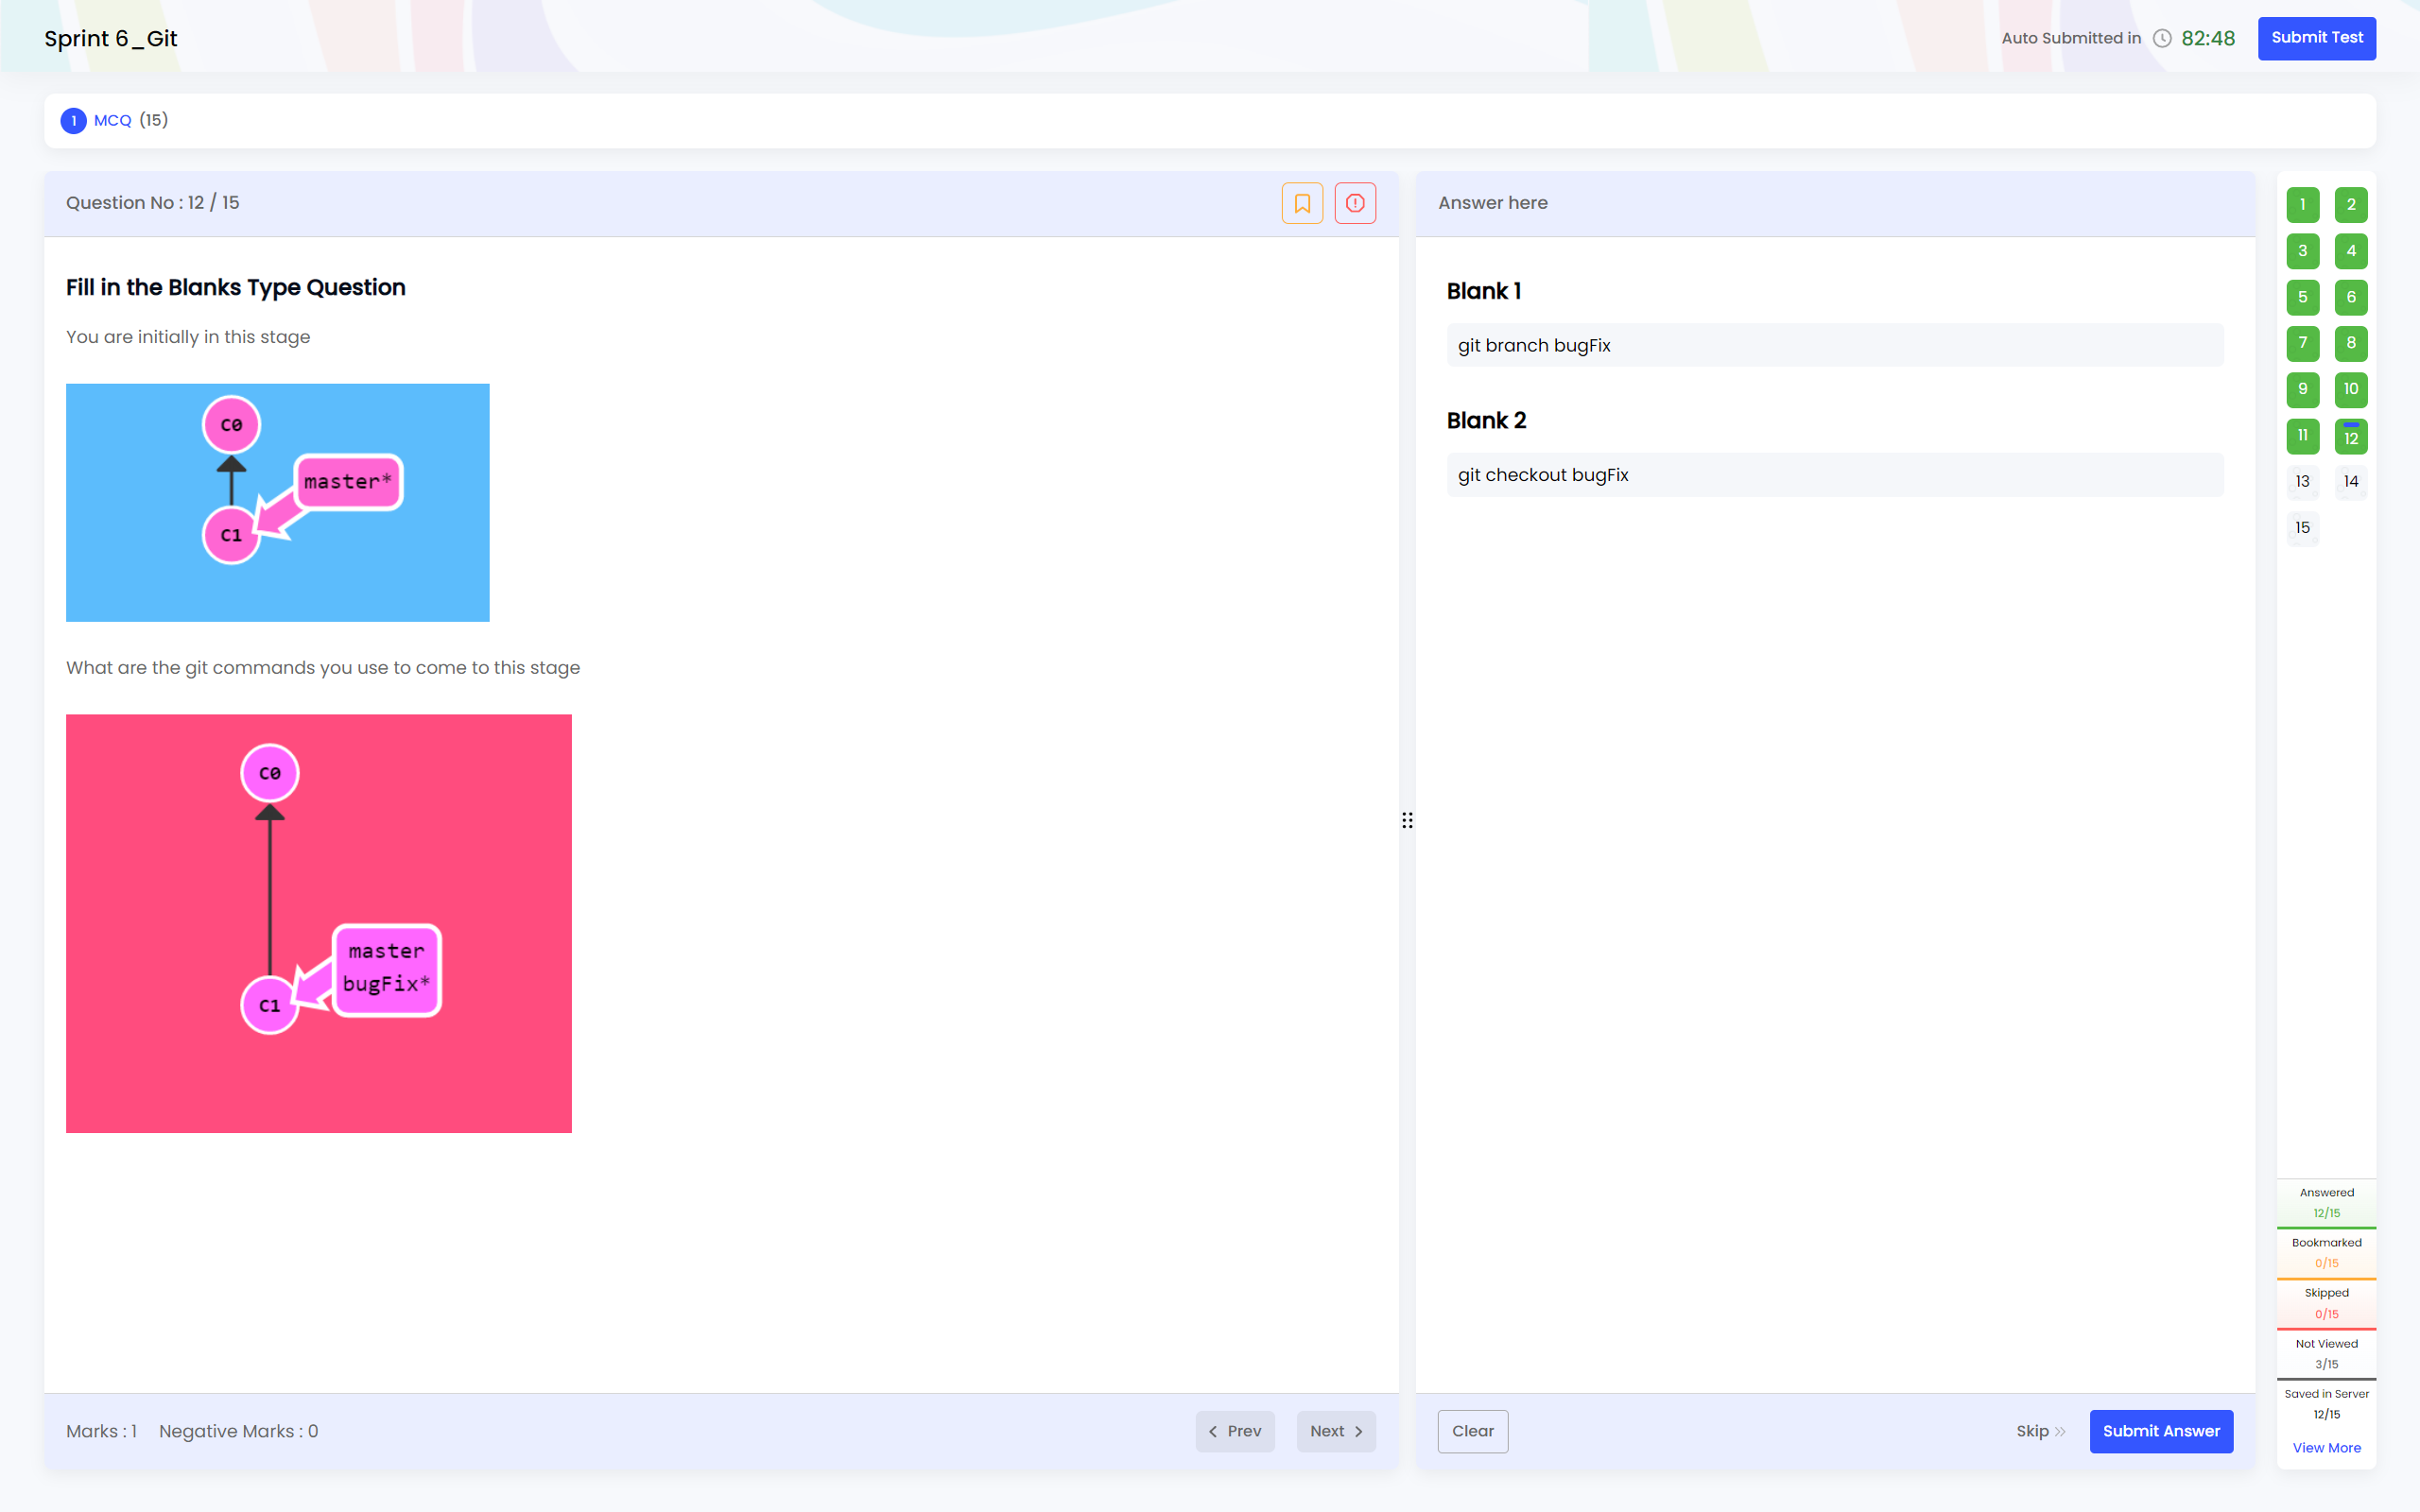 Sprint 6_Git
Auto Submitted in 82:48 Submit Test
1 MCQ (15)
Question No : 12 / 15
Fill in the Blanks Type Question
You are initially in this stage
C0
master*
C1
What are the git commands you use to come to this stage
C0
master
bugFix*
C1
Marks : 1 Negative Marks : 0 Prev Next
Answer here
Blank 1
git branch bugFix
Blank 2
git checkout bugFix
Clear Skip Submit Answer
1 2
3 4
5 6
7 8
9 10
11 12
13 14
15
Answered
12/15
Bookmarked
0/15
Skipped
0/15
Not Viewed
3/15
Saved in Server
12/15
View More